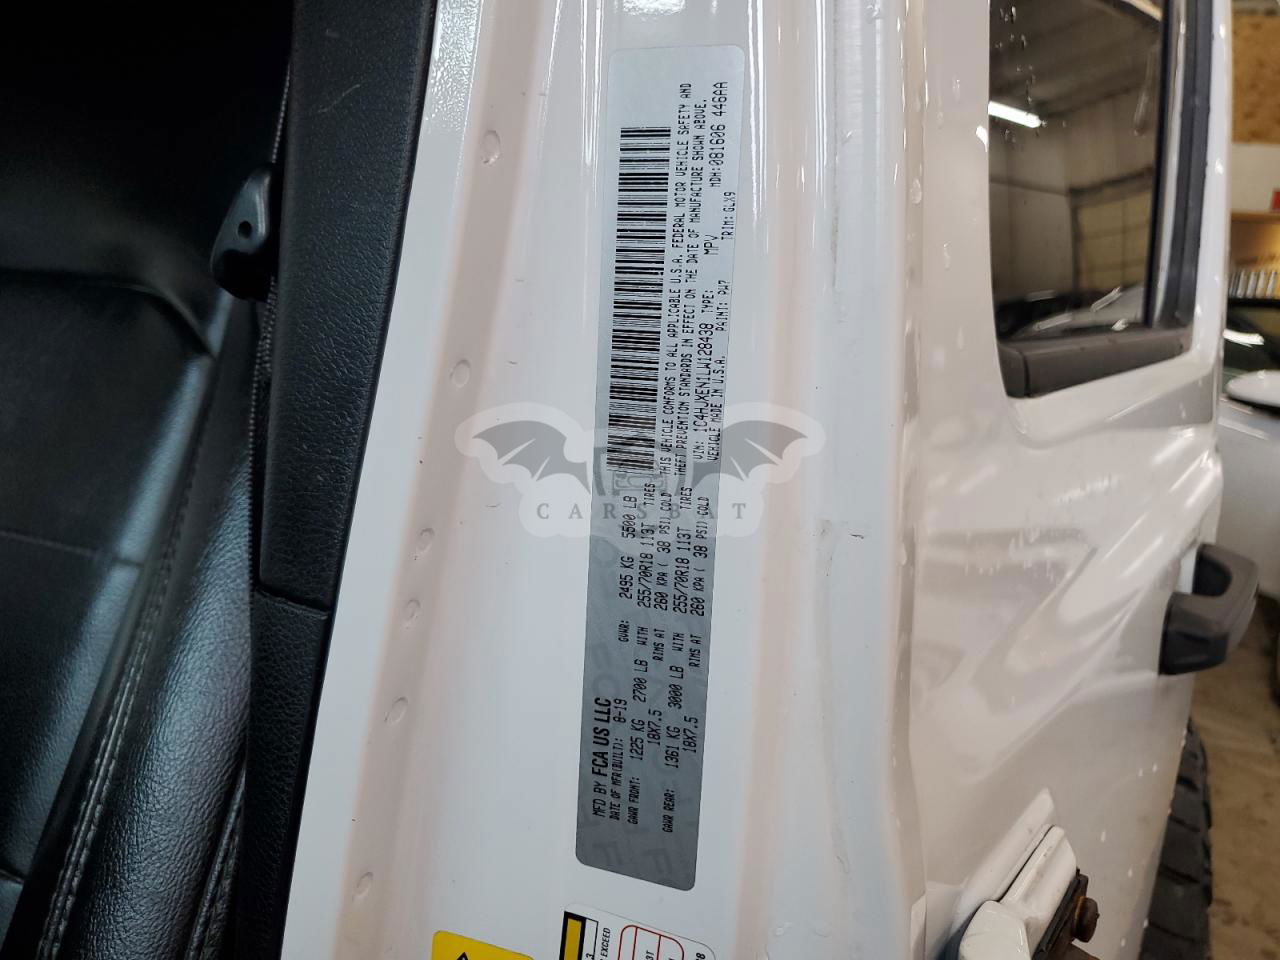 MFD BY FCA US LLC
DATE OF MFR(BUILT): 8-19 GVWR: 2495 KG 5500 LB
GAWR FRONT: 1225 KG 2700 LB WITH 255/70R18 113T TIRES
18X7.5 RIMS AT 260 KPA ( 38 PSI) COLD
GAWR REAR: 1361 KG 3000 LB WITH 255/70R18 113T TIRES
18X7.5 RIMS AT 260 KPA ( 38 PSI) COLD
THIS VEHICLE CONFORMS TO ALL APPLICABLE U.S.A. FEDERAL MOTOR VEHICLE SAFETY AND
THEFT PREVENTION STANDARDS IN EFFECT ON THE DATE OF MANUFACTURE SHOWN ABOVE.
VIN: 1C4HJXEN1LW128438 TYPE: MPV MDH:081606 446AA
VEHICLE MADE IN U.S.A. PAINT: PW7 TRIM: GLX9
CARSBAT
EXCEED